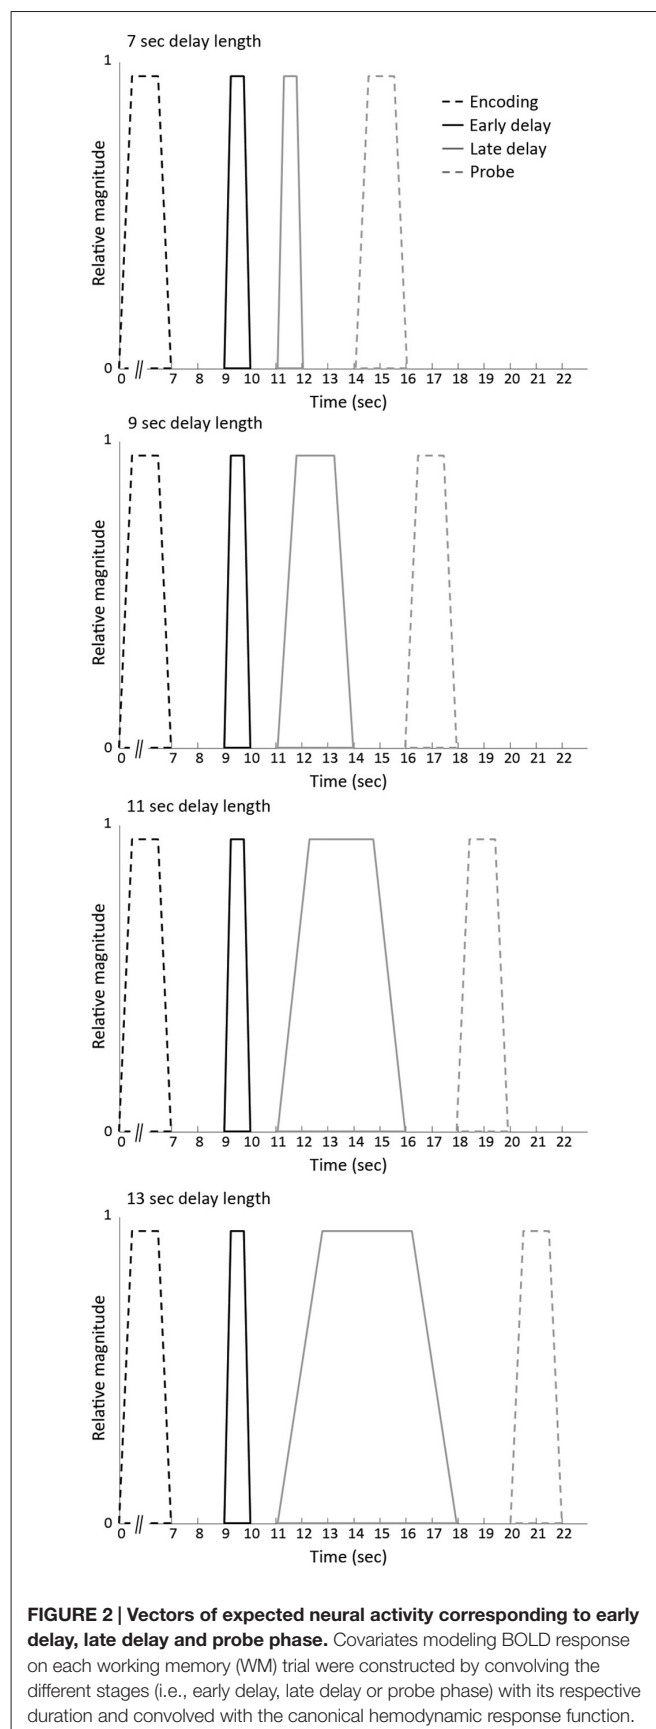 7 sec delay length
1
Encoding
Early delay
Late delay
Probe
Relative magnitude
0
0 // 7 8 9 10 11 12 13 14 15 16 17 18 19 20 21 22
Time (sec)
9 sec delay length
1
Relative magnitude
0
0 // 7 8 9 10 11 12 13 14 15 16 17 18 19 20 21 22
Time (sec)
11 sec delay length
1
Relative magnitude
0
0 // 7 8 9 10 11 12 13 14 15 16 17 18 19 20 21 22
Time (sec)
13 sec delay length
1
Relative magnitude
0
0 // 7 8 9 10 11 12 13 14 15 16 17 18 19 20 21 22
Time (sec)
FIGURE 2 | Vectors of expected neural activity corresponding to early
delay, late delay and probe phase. Covariates modeling BOLD response
on each working memory (WM) trial were constructed by convolving the
different stages (i.e., early delay, late delay or probe phase) with its respective
duration and convolved with the canonical hemodynamic response function.